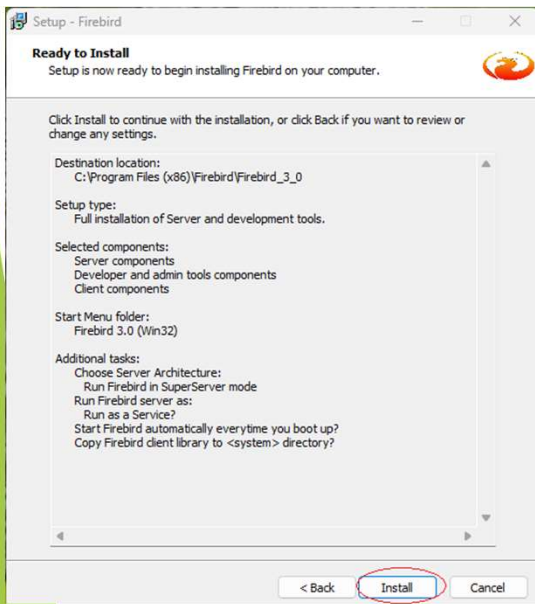 Setup - Firebird
Ready to Install
Setup is now ready to begin installing Firebird on your computer.
Click Install to continue with the installation, or click Back if you want to review or
change any settings.
Destination location:
C:\Program Files (x86)\Firebird\Firebird_3_0
Setup type:
Full installation of Server and development tools.
Selected components:
Server components
Developer and admin tools components
Client components
Start Menu folder:
Firebird 3.0 (Win32)
Additional tasks:
Choose Server Architecture:
Run Firebird in SuperServer mode
Run Firebird server as:
Run as a Service?
Start Firebird automatically everytime you boot up?
Copy Firebird client library to <system> directory?
< Back Install Cancel